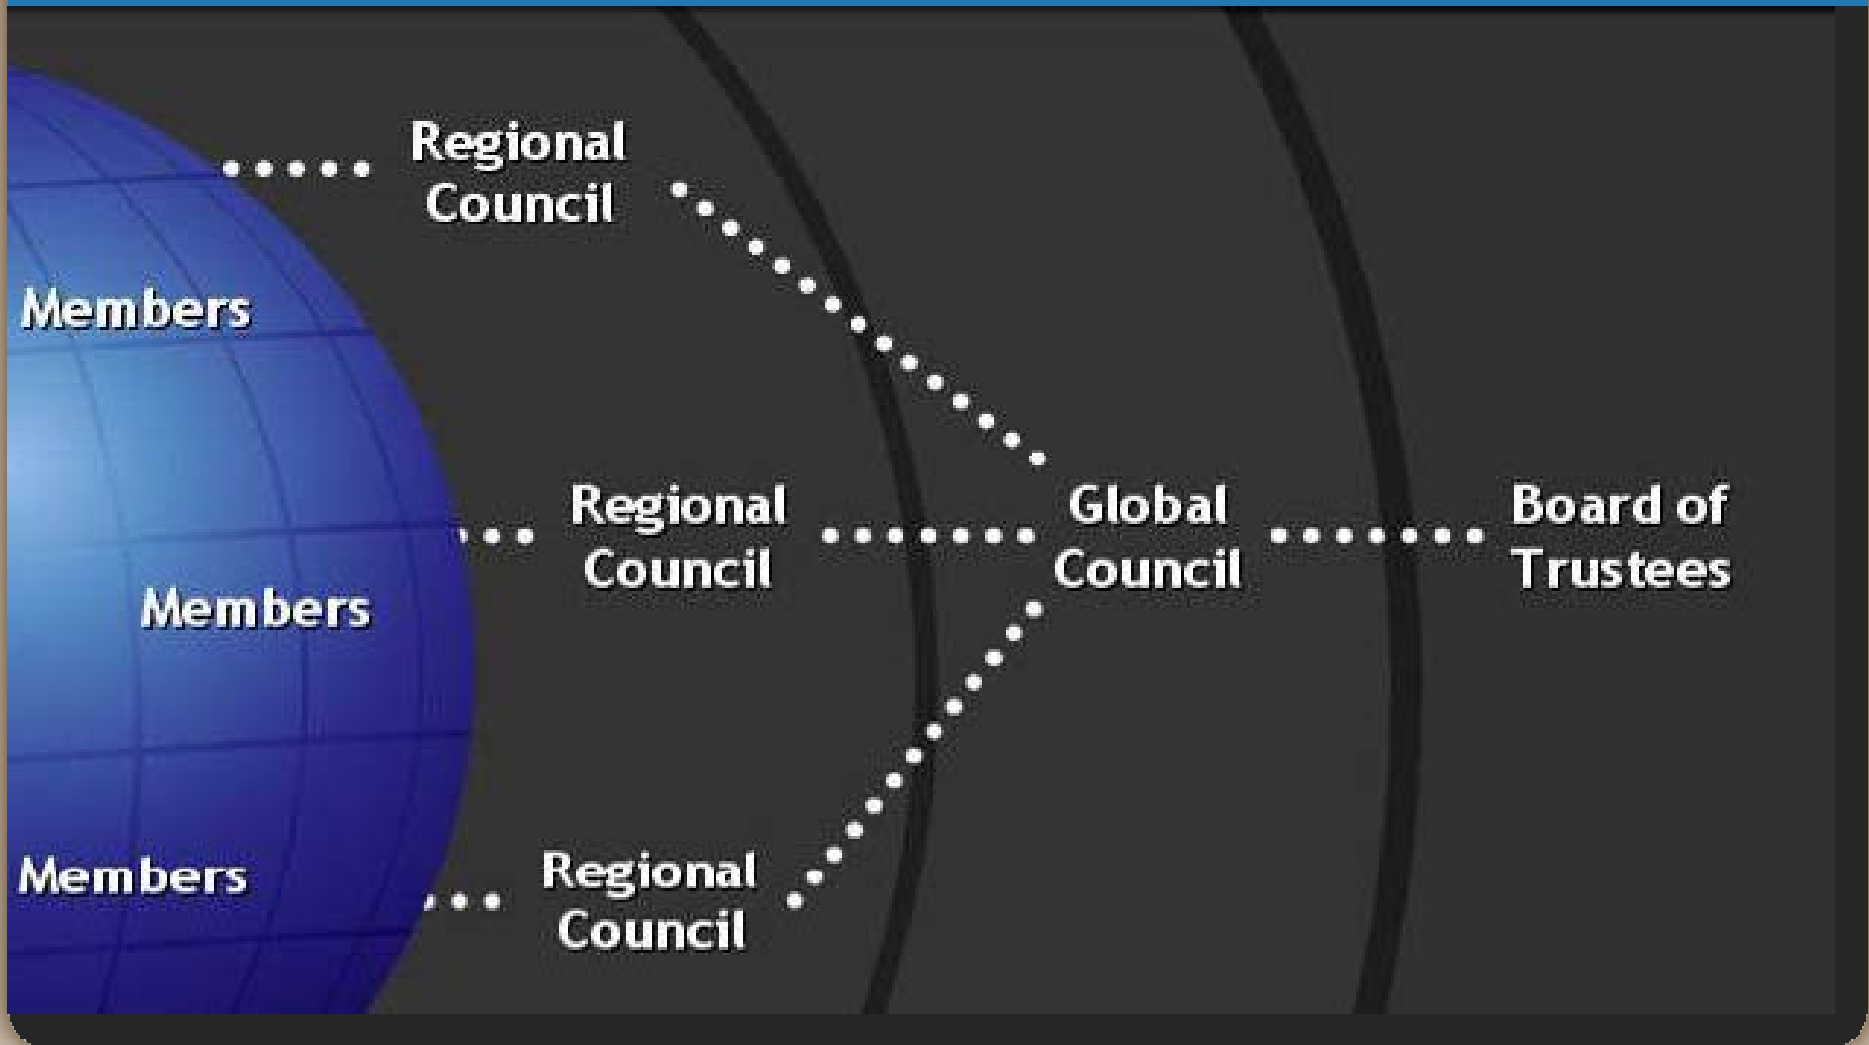 Regional
Council
Members
Regional
Council
Global
Council
Board of
Trustees
Members
Members
Regional
Council